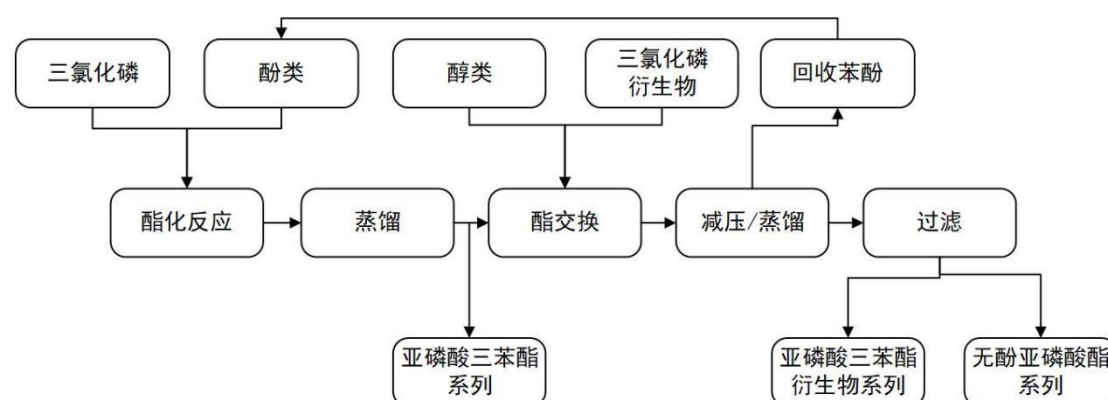 三氯化磷
酚类
醇类
三氯化磷
衍生物
回收苯酚
酯化反应
蒸馏
酯交换
减压/蒸馏
过滤
亚磷酸三苯酯
系列
亚磷酸三苯酯
衍生物系列
无酚亚磷酸酯
系列